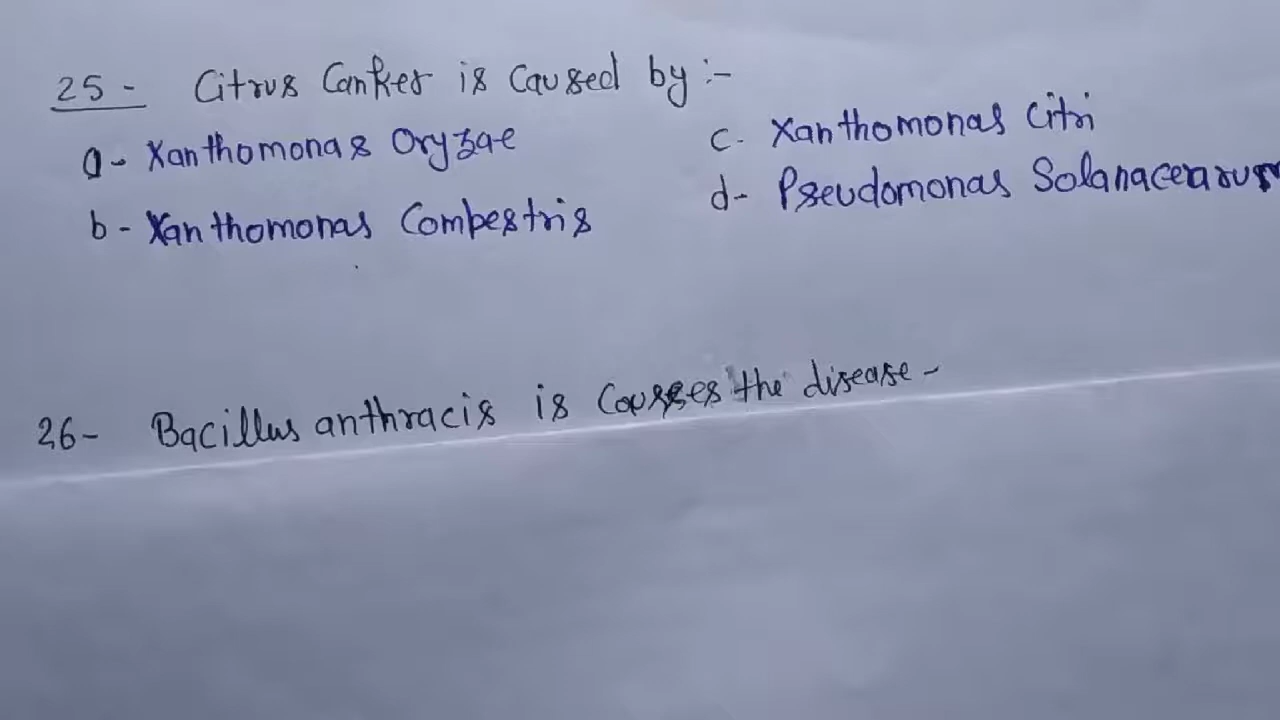 25 - Citrus Canker is Caused by :-
a - Xanthomonas Oryzae
c. Xanthomonas Citri
b - Xanthomonas Combestris
d - Pseudomonas Solanacearum
26 - Bacillus anthracis is Causes the disease -